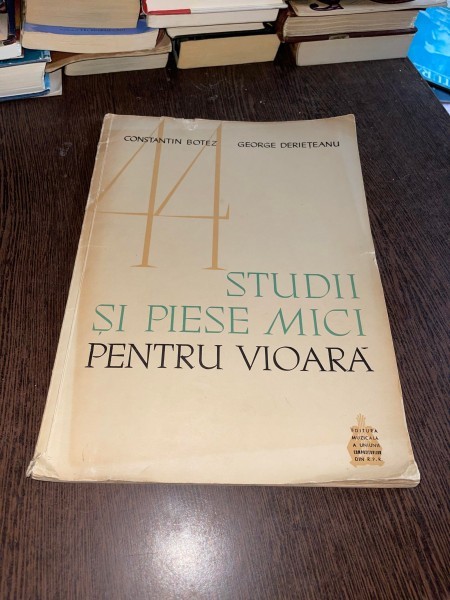 CONSTANTIN BOTEZ GEORGE DERIEȚEANU
44
STUDII
ȘI PIESE MICI
PENTRU VIOARĂ
EDITURA
MUZICALĂ
A UNIUNII
COMPOZITORILOR
DIN R.P.R.